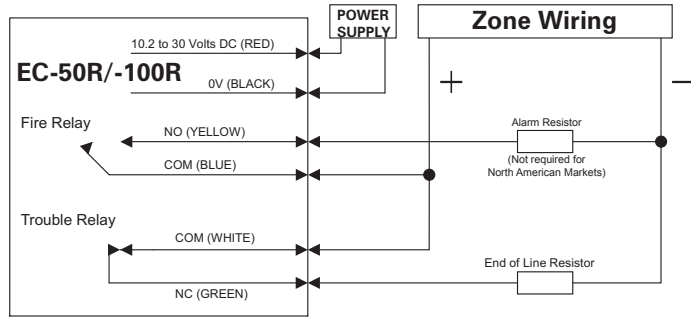 POWER
SUPPLY
Zone Wiring
10.2 to 30 Volts DC (RED)
EC-50R/-100R
0V (BLACK)
+
−
Fire Relay
NO (YELLOW)
Alarm Resistor
(Not required for
North American Markets)
COM (BLUE)
Trouble Relay
COM (WHITE)
End of Line Resistor
NC (GREEN)